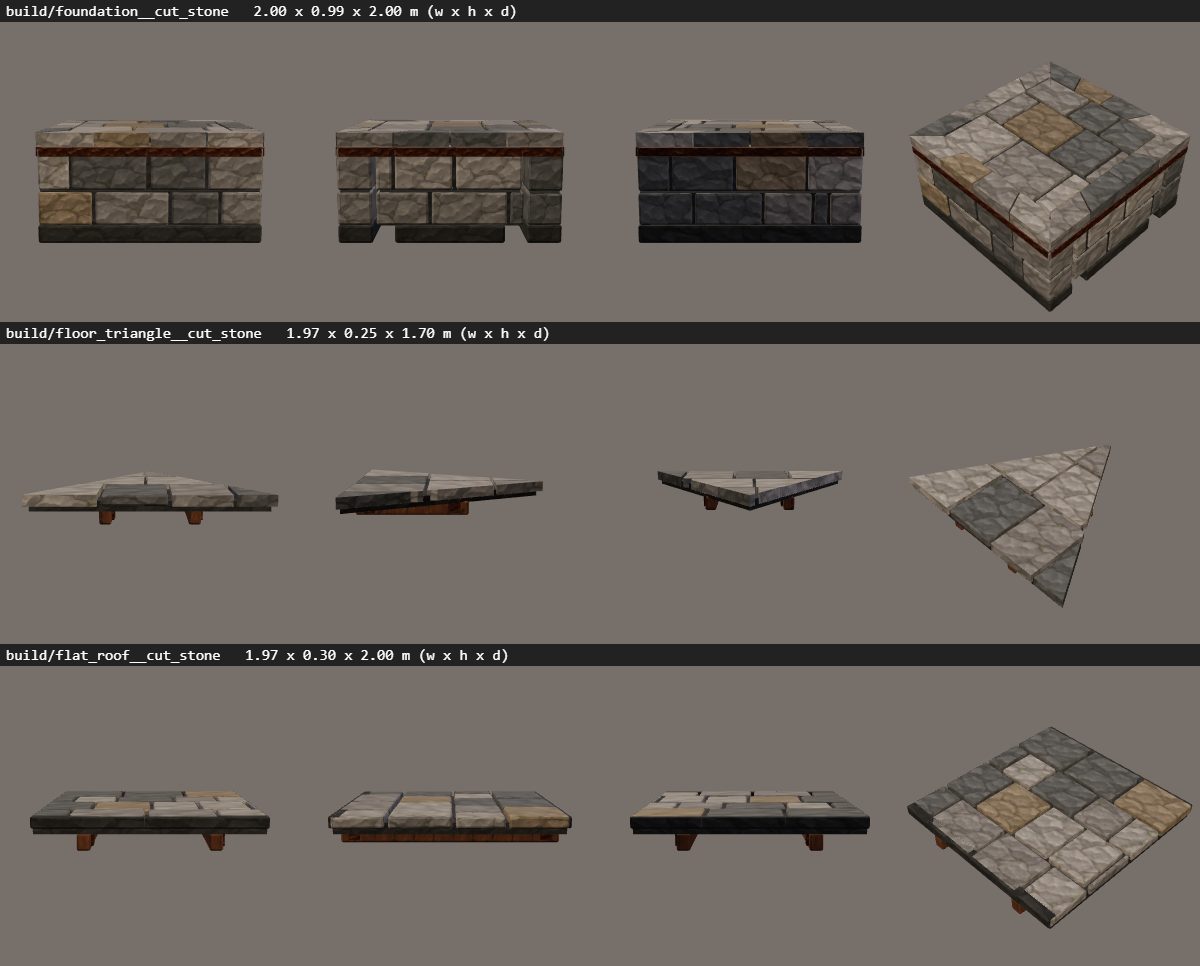 build/foundation__cut_stone   2.00 x 0.99 x 2.00 m (w x h x d)
build/floor_triangle__cut_stone   1.97 x 0.25 x 1.70 m (w x h x d)
build/flat_roof__cut_stone   1.97 x 0.30 x 2.00 m (w x h x d)